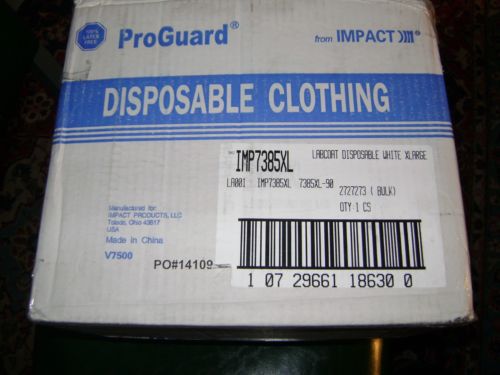 100%
LATEX
FREE
ProGuard®
from IMPACT®
DISPOSABLE CLOTHING
IMP7385XL
LABCOAT DISPOSABLE WHITE XLARGE
LA001 IMP7385XL 7385XL-90
2727273 ( BULK)
QTY 1 CS
Manufactured for:
IMPACT PRODUCTS, LLC
Toledo, Ohio 43617
USA
Made in China
V7500
PO#14109
1 07 29661 18630 0